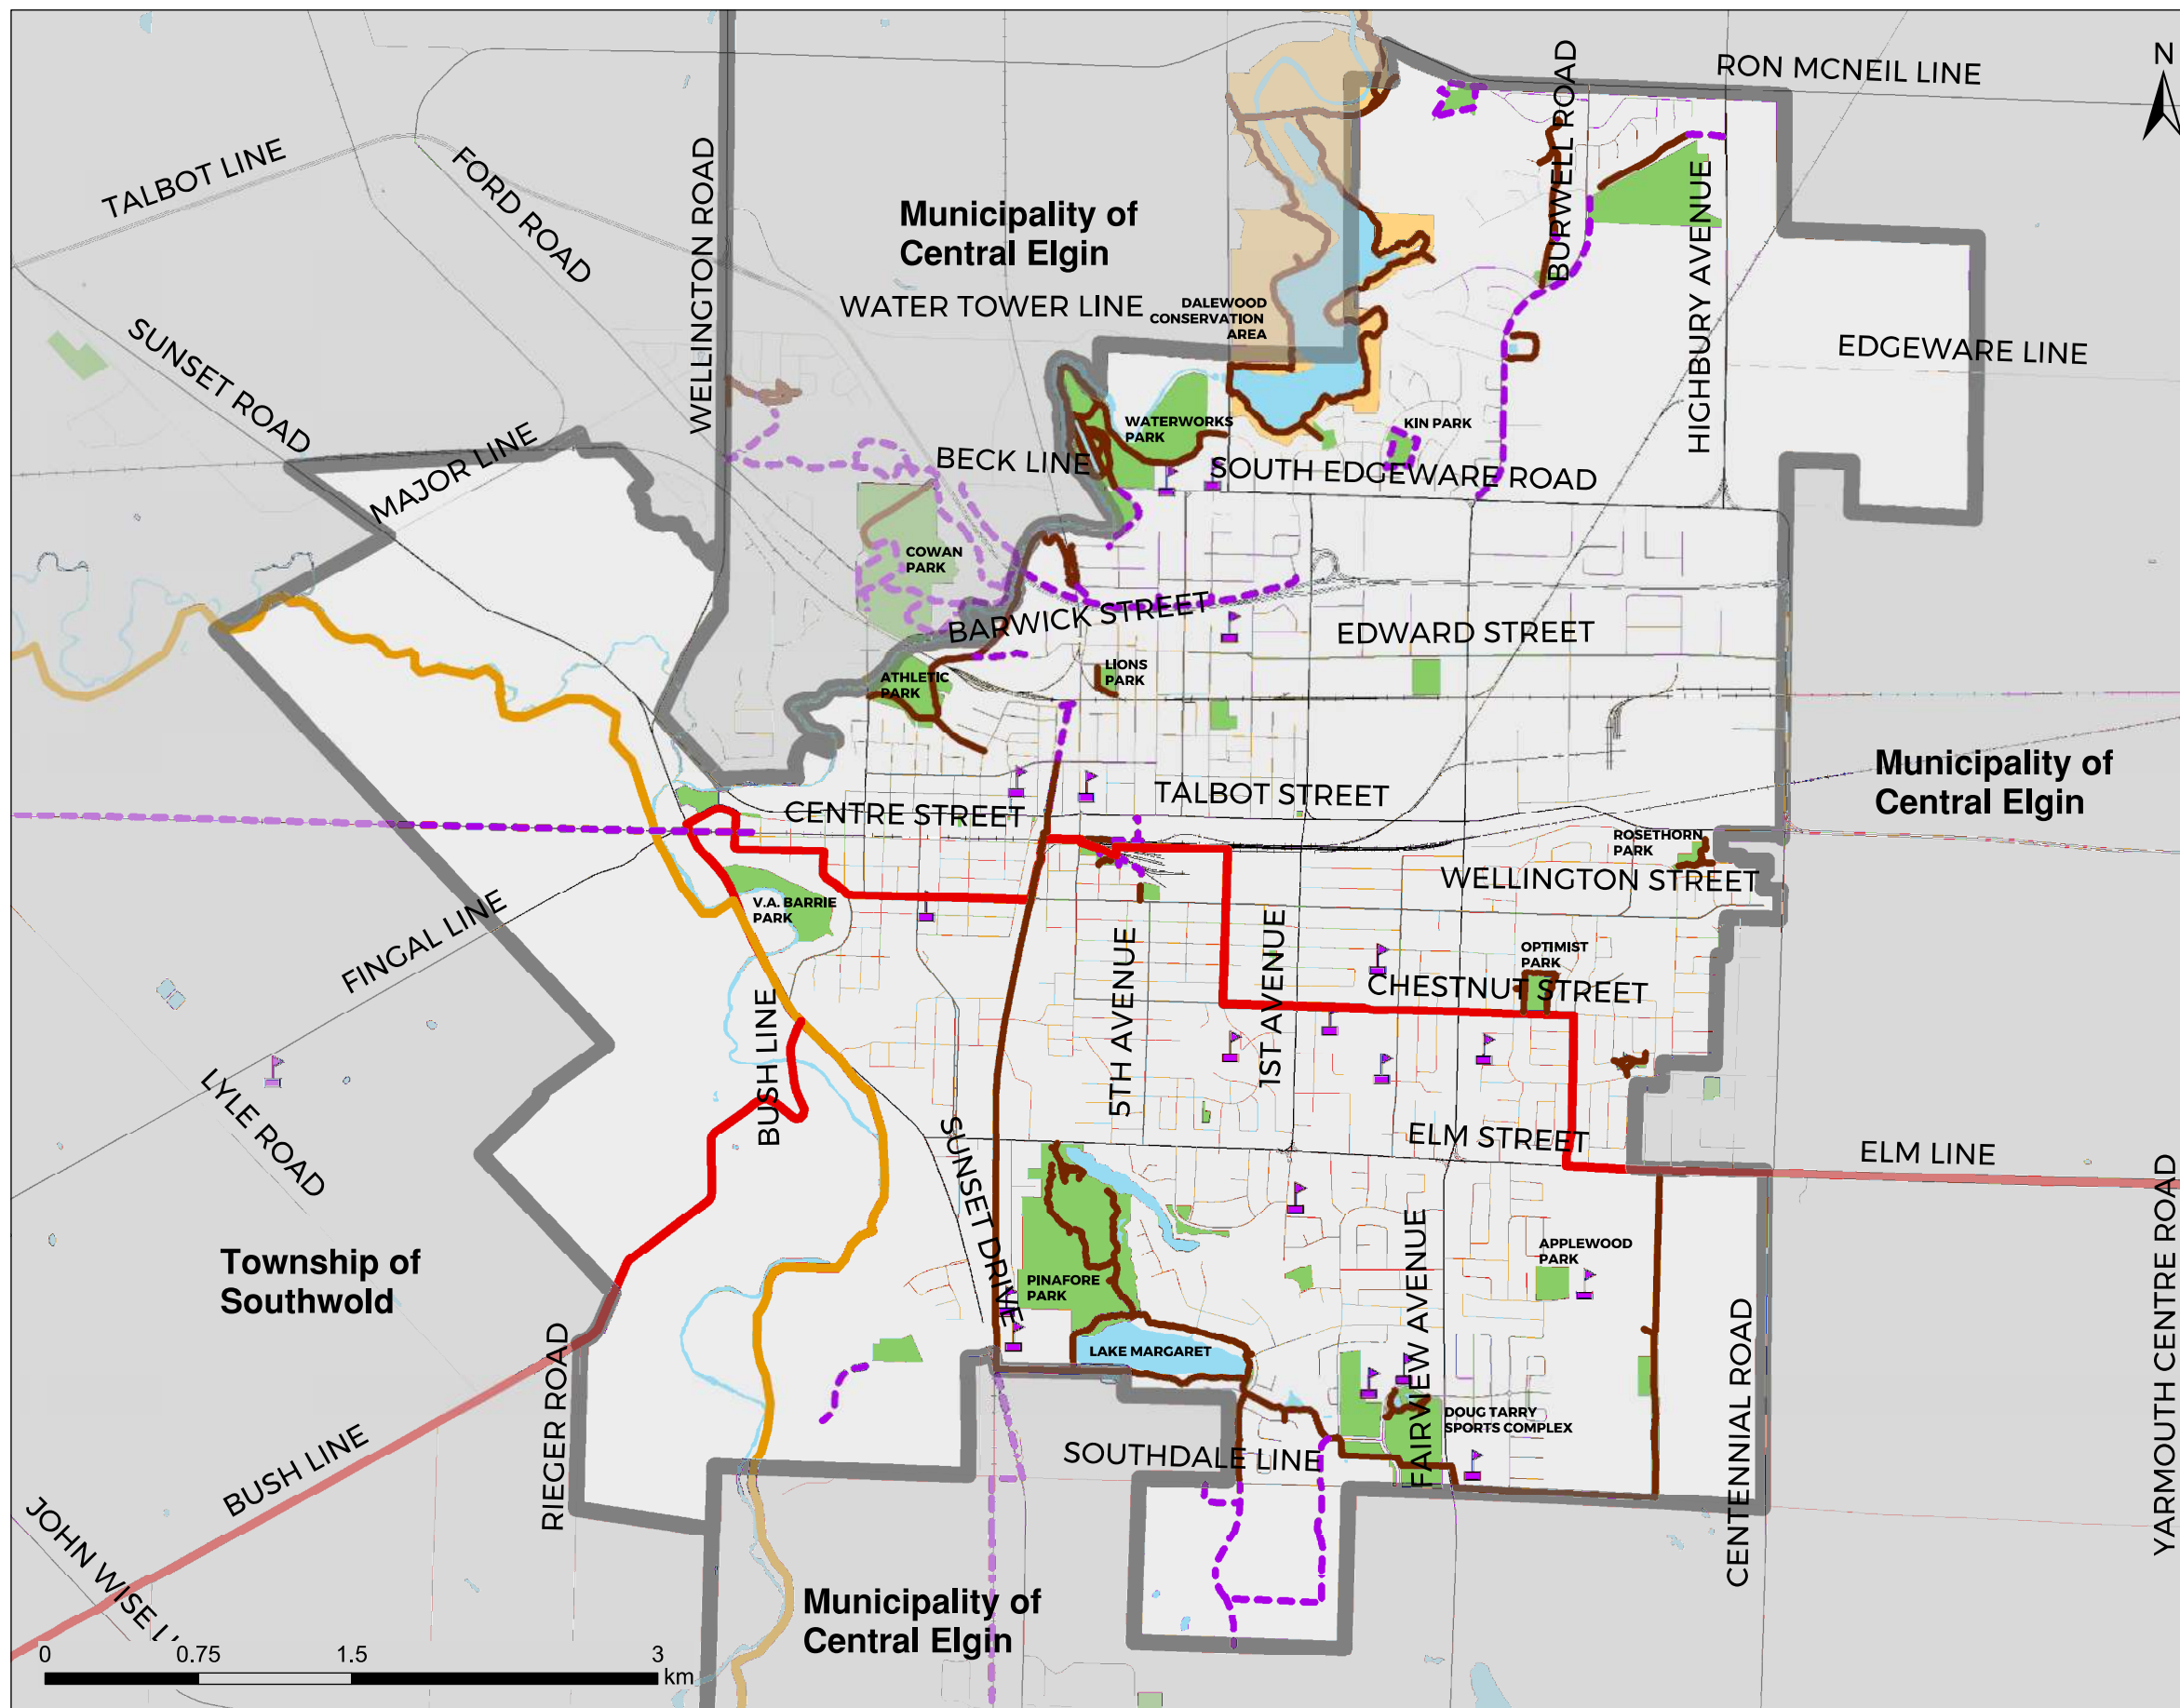 N
RON MCNEIL LINE
BURWELL ROAD
TALBOT LINE
FORD ROAD
WELLINGTON ROAD
HIGHBURY AVENUE
Municipality of
Central Elgin
WATER TOWER LINE
DALEWOOD
CONSERVATION
AREA
SUNSET ROAD
EDGEWARE LINE
MAJOR LINE
WATERWORKS
PARK
KIN PARK
BECK LINE
SOUTH EDGEWARE ROAD
COWAN
PARK
BARWICK STREET
EDWARD STREET
ATHLETIC
PARK
LIONS
PARK
Municipality of
Central Elgin
CENTRE STREET
TALBOT STREET
ROSETHORN
PARK
WELLINGTON STREET
V.A. BARRIE
PARK
FINGAL LINE
OPTIMIST
PARK
CHESTNUT STREET
5TH AVENUE
1ST AVENUE
BUSH LINE
LYLE ROAD
ELM STREET
ELM LINE
SUNSET DRIVE
YARMOUTH CENTRE ROAD
Township of
Southwold
PINAFORE
PARK
APPLEWOOD
PARK
FAIRVIEW AVENUE
LAKE MARGARET
RIEGER ROAD
CENTENNIAL ROAD
DOUG TARRY
SPORTS COMPLEX
SOUTHDALE LINE
BUSH LINE
JOHN WISE
Municipality of
Central Elgin
0 0.75 1.5 3
km